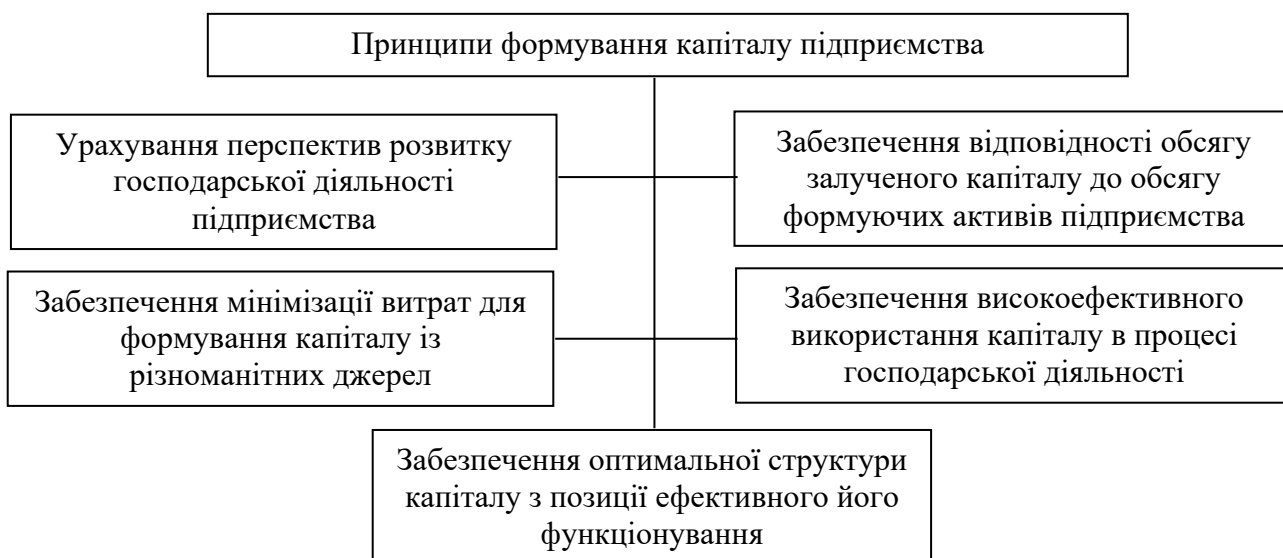 Принципи формування капіталу підприємства
Урахування перспектив розвитку
господарської діяльності
підприємства
Забезпечення відповідності обсягу
залученого капіталу до обсягу
формуючих активів підприємства
Забезпечення мінімізації витрат для
формування капіталу із
різноманітних джерел
Забезпечення високоефективного
використання капіталу в процесі
господарської діяльності
Забезпечення оптимальної структури
капіталу з позиції ефективного його
функціонування